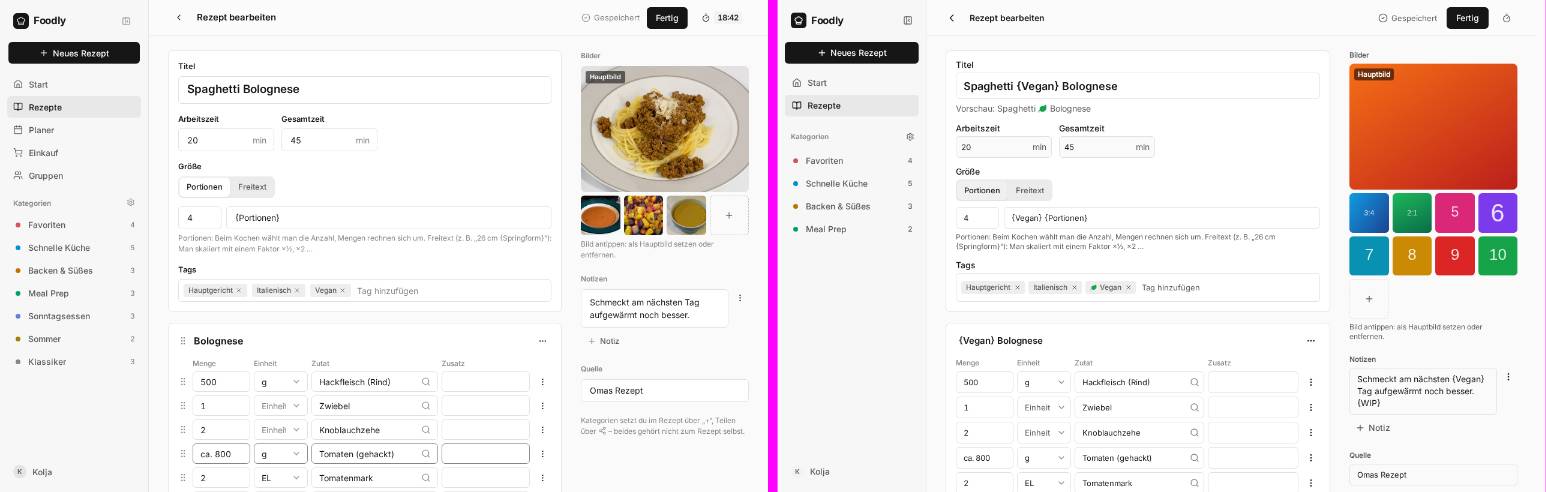 Foodly
Neues Rezept
Start
Rezepte
Planer
Einkauf
Gruppen
Kategorien
Favoriten 4
Schnelle Küche 5
Backen & Süßes 3
Meal Prep 3
Sonntagsessen 3
Sommer 2
Klassiker 3
K Kolja
Rezept bearbeiten
Gespeichert
Fertig
18:42
Titel
Spaghetti Bolognese
Arbeitszeit Gesamtzeit
20 min 45 min
Größe
Portionen Freitext
4 {Portionen}
Portionen: Beim Kochen wählt man die Anzahl, Mengen rechnen sich um. Freitext (z. B. „26 cm {Springform}"):
Man skaliert mit einem Faktor ×½, ×2 …
Tags
Hauptgericht × Italienisch × Vegan × Tag hinzufügen
Bolognese
Menge Einheit Zutat Zusatz
500 g Hackfleisch (Rind)
1 Einheit Zwiebel
2 Einheit Knoblauchzehe
ca. 800 g Tomaten (gehackt)
2 EL Tomatenmark
Bilder
Hauptbild
+
Bild antippen: als Hauptbild setzen oder
entfernen.
Notizen
Schmeckt am nächsten Tag
aufgewärmt noch besser.
+ Notiz
Quelle
Omas Rezept
Kategorien setzt du im Rezept über „+", Teilen
über – beides gehört nicht zum Rezept selbst.
Foodly
+ Neues Rezept
Start
Rezepte
Kategorien
Favoriten 4
Schnelle Küche 5
Backen & Süßes 3
Meal Prep 2
K Kolja
Rezept bearbeiten
Gespeichert
Fertig
Titel
Spaghetti {Vegan} Bolognese
Vorschau: Spaghetti Bolognese
Arbeitszeit Gesamtzeit
20 min 45 min
Größe
Portionen Freitext
4 {Vegan} {Portionen}
Portionen: Beim Kochen wählt man die Anzahl, Mengen rechnen sich um. Freitext (z. B. „26 cm
{Springform}"): Man skaliert mit einem Faktor ×½, ×2 …
Tags
Hauptgericht × Italienisch × Vegan × Tag hinzufügen
{Vegan} Bolognese
Menge Einheit Zutat Zusatz
500 g Hackfleisch (Rind)
1 Einheit Zwiebel
2 Einheit Knoblauchzehe
ca. 800 g Tomaten (gehackt)
2 EL Tomatenmark
Bilder
Hauptbild
3:4 2:1 5 6
7 8 9 10
+
Bild antippen: als Hauptbild setzen oder
entfernen.
Notizen
Schmeckt am nächsten {Vegan}
Tag aufgewärmt noch besser.
{WIP}
+ Notiz
Quelle
Omas Rezept